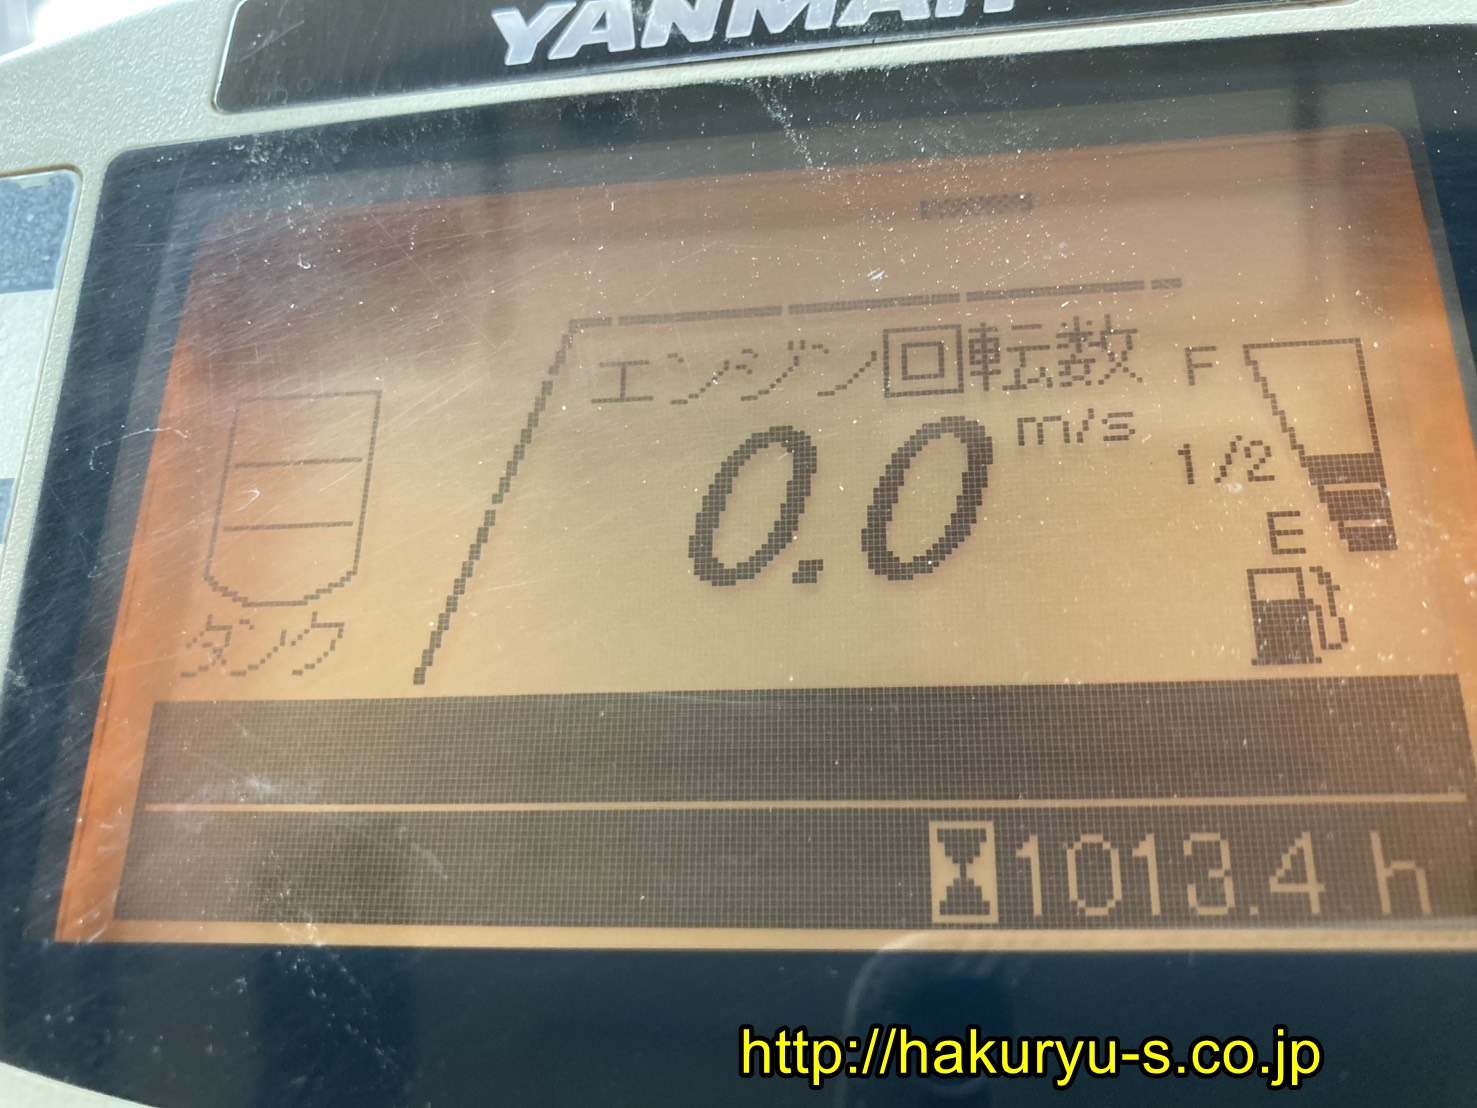 YANMAR
エンジン回転数
F
0.0 m/s
1/2
E
タンク
1013.4 h
http://hakuryu-s.co.jp